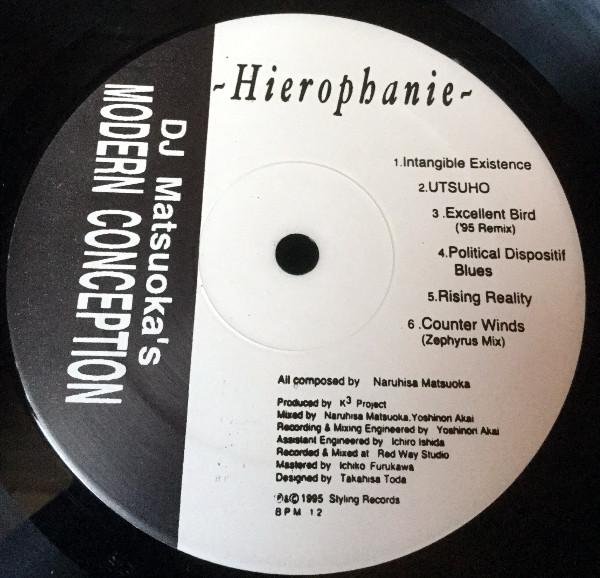 DJ Matsuoka's
MODERN CONCEPTION
~Hierophanie~
1.Intangible Existence
2.UTSUHO
3.Excellent Bird
('95 Remix)
4.Political Dispositif
Blues
5.Rising Reality
6.Counter Winds
(Zephyrus Mix)
All composed by Naruhisa Matsuoka
Produced by K3 Project
Mixed by Naruhisa Matsuoka,Yoshinori Akai
Recording & Mixing Engineered by Yoshinori Akai
Assistant Engineered by Ichiro Ishida
Recorded & Mixed at Red Way Studio
Mastered by Ichiko Furukawa
Designed by Takahisa Toda
℗&© 1995 Styling Records
BPM 12